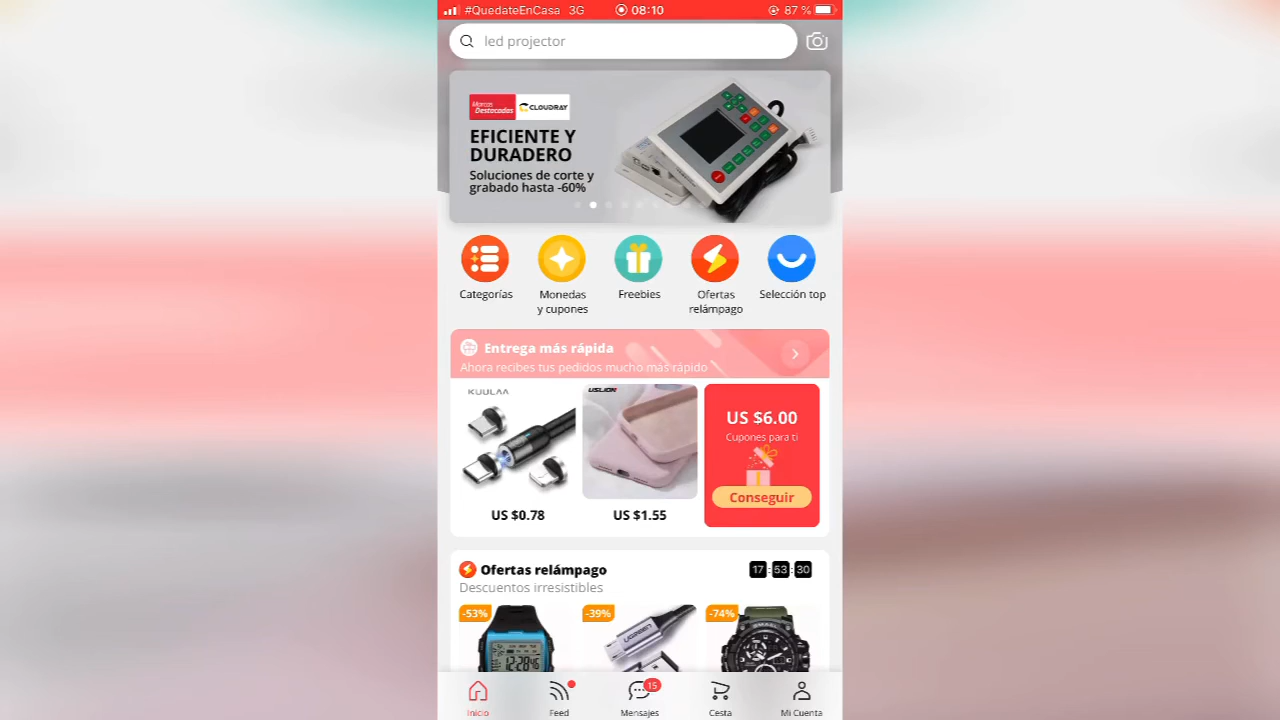 #QuedateEnCasa 3G 08:10 87 %
led projector
Marcas
Destacadas
CLOUDRAY
EFICIENTE Y
DURADERO
Soluciones de corte y
grabado hasta -60%
Categorías
Monedas
y cupones
Freebies
Ofertas
relámpago
Selección top
Entrega más rápida
Ahora recibes tus pedidos mucho más rápido
KUULAA
USLION
US $0.78
US $1.55
US $6.00
Cupones para ti
Conseguir
Ofertas relámpago
17:53:30
Descuentos irresistibles
-53%
-39%
-74%
UGREEN
SMAEL
15
Inicio
Feed
Mensajes
Cesta
Mi Cuenta